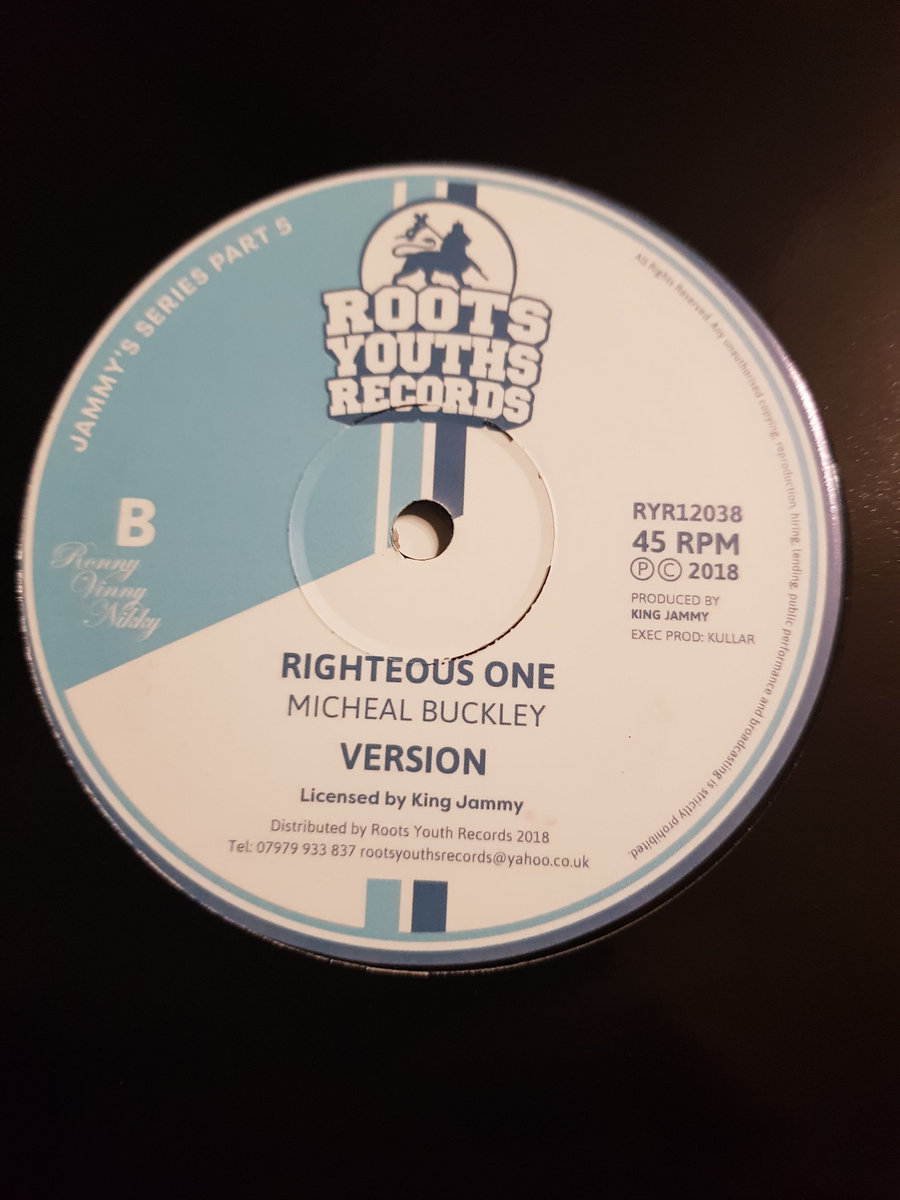 JAMMY'S SERIES PART 5
ROOTS
YOUTHS
RECORDS
B
Ronny
Vinny
&
Nikky
RYR12038
45 RPM
Ⓟ Ⓒ 2018
PRODUCED BY
KING JAMMY
EXEC PROD: KULLAR
RIGHTEOUS ONE
MICHEAL BUCKLEY
VERSION
Licensed by King Jammy
Distributed by Roots Youth Records 2018
Tel: 07979 933 837 rootsyouthsrecords@yahoo.co.uk
All Rights Reserved. Any unauthorised copying, reproduction, hiring, lending, public performance and broadcasting is strictly prohibited.